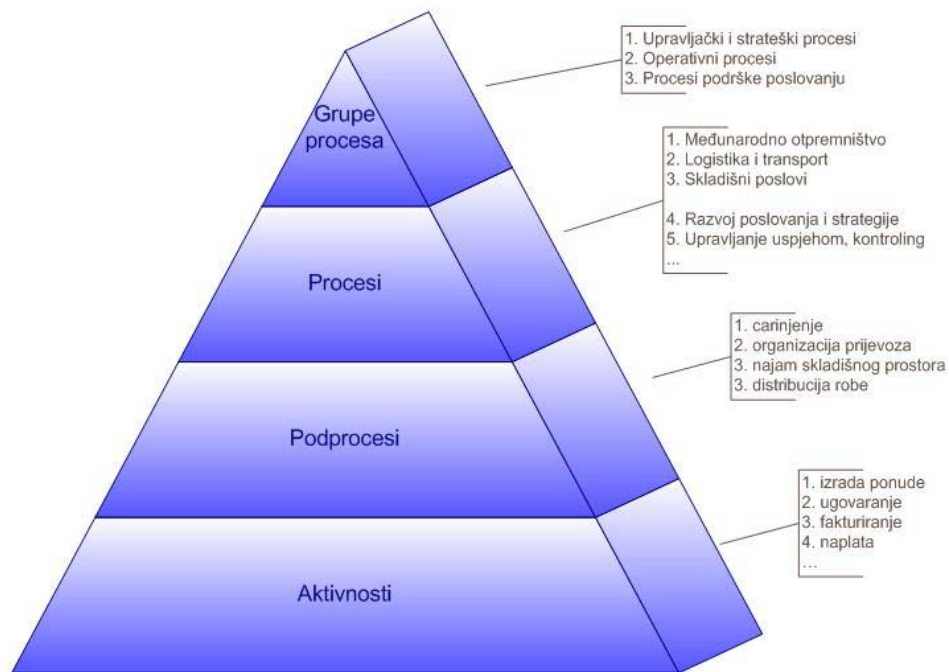 1. Upravljački i strateški procesi
2. Operativni procesi
3. Procesi podrške poslovanju
Grupe
procesa
1. Međunarodno otpremništvo
2. Logistika i transport
3. Skladišni poslovi
4. Razvoj poslovanja i strategije
5. Upravljanje uspjehom, kontroling
...
Procesi
1. carinjenje
2. organizacija prijevoza
3. najam skladišnog prostora
3. distribucija robe
Podprocesi
1. izrada ponude
2. ugovaranje
3. fakturiranje
4. naplata
...
Aktivnosti